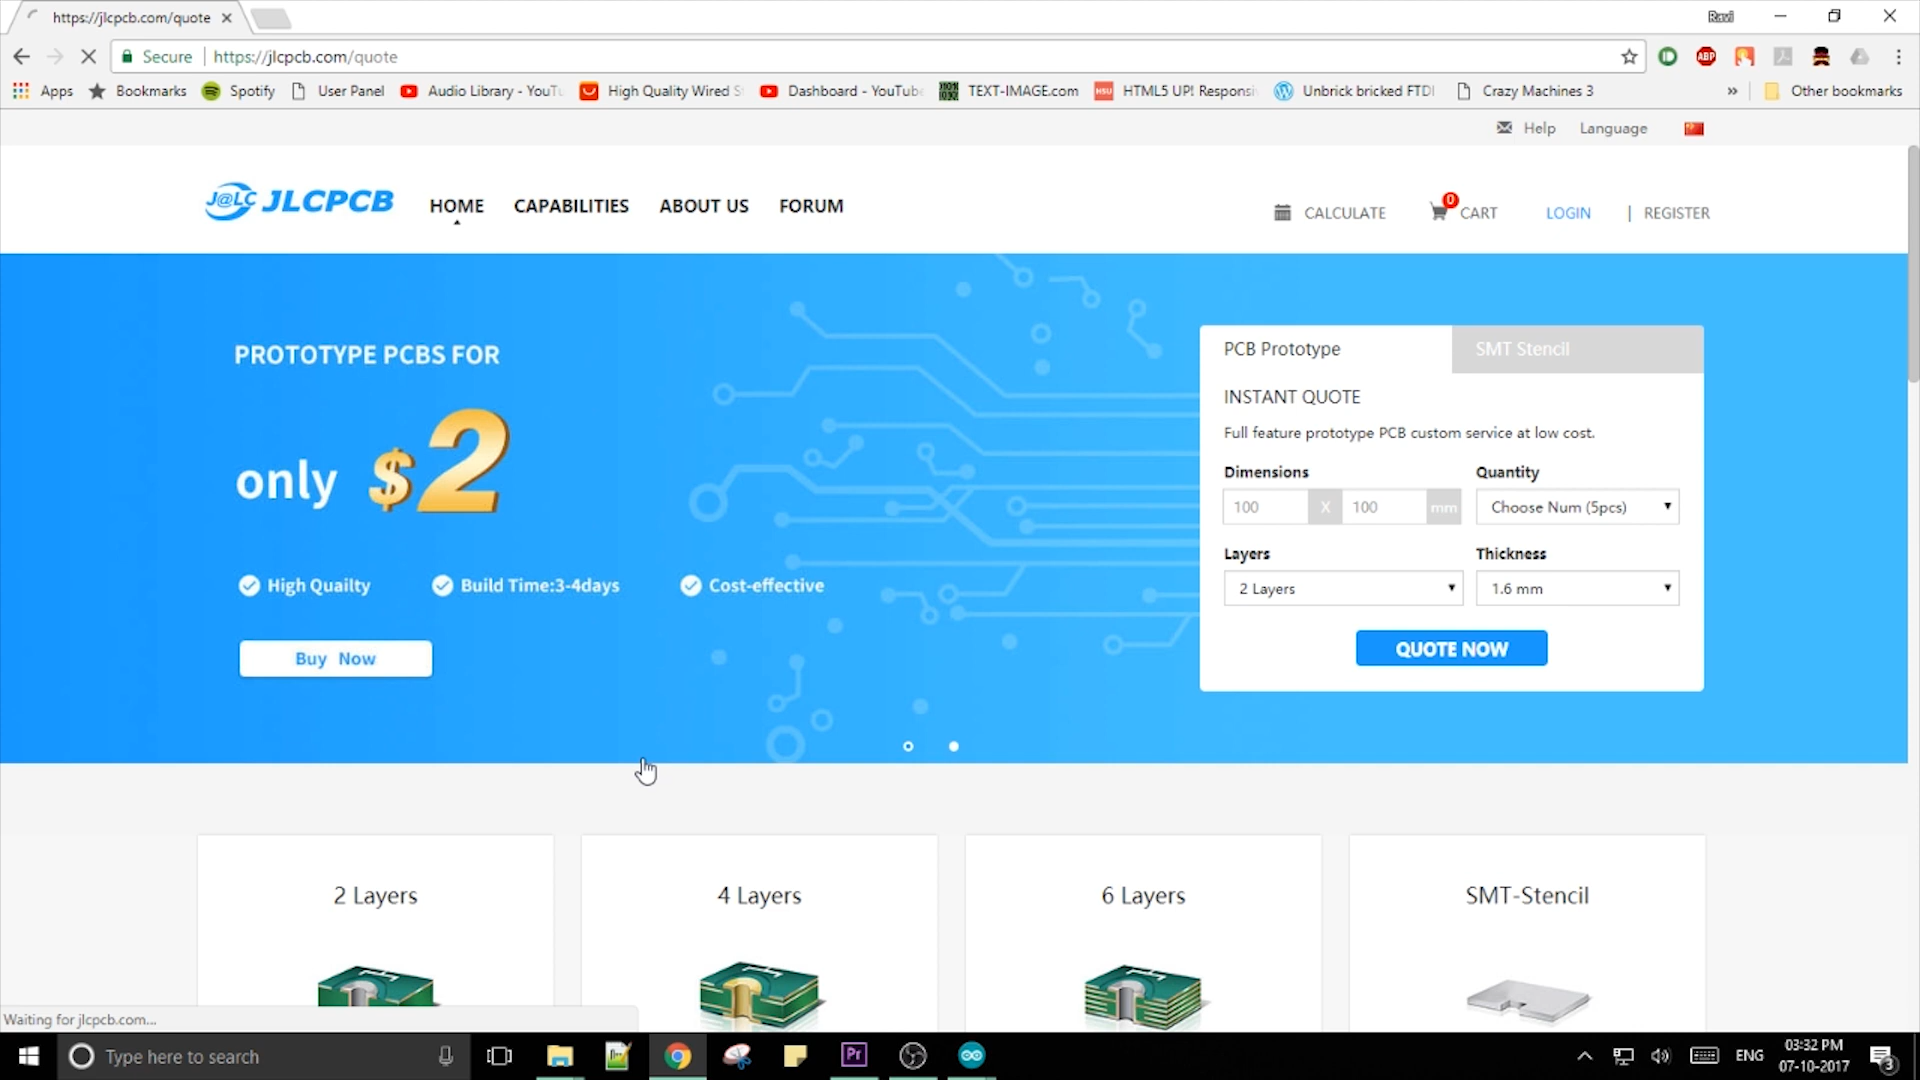 https://jlcpcb.com/quote
Secure https://jlcpcb.com/quote
ABP
Apps Bookmarks Spotify User Panel Audio Library - YouTu High Quality Wired S Dashboard - YouTube TEXT-IMAGE.com HTML5 UP! Responsi Unbrick bricked FTDI Crazy Machines 3 » Other bookmarks
Help Language
J@LC JLCPCB HOME CAPABILITIES ABOUT US FORUM
CALCULATE 0 CART LOGIN | REGISTER
PROTOTYPE PCBS FOR
only $2
High Quailty Build Time:3-4days Cost-effective
Buy Now
PCB Prototype SMT Stencil
INSTANT QUOTE
Full feature prototype PCB custom service at low cost.
Dimensions Quantity
100 X 100 mm Choose Num (5pcs)
Layers Thickness
2 Layers 1.6 mm
QUOTE NOW
2 Layers 4 Layers 6 Layers SMT-Stencil
Waiting for jlcpcb.com...
Type here to search
Pr
ENG
03:32 PM
07-10-2017
3